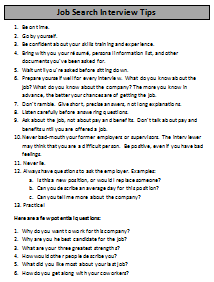 Job Search Interview Tips
1. Be on time.
2. Go by yourself.
3. Be confident about your skills training and experience.
4. Bring with you your résumé, personal information list, and other
documents you've been asked for.
5. Wait until you're asked before sitting down.
6. Prepare yourself well for every interview. What do you know about the
job? What do you know about the company? The more you know in
advance, the better your chances are of getting the job.
7. Don't ramble. Give short, precise answers, not long explanations.
8. Listen carefully before answering questions.
9. Ask about the job, not about pay and benefits. Don't talk about pay and
benefits until you are offered a job.
10. Never bad-mouth your former employers or supervisors. The interviewer
may think that you are a difficult person. Be positive, even if you have bad
feelings.
11. Never lie.
12. Always have questions to ask the employer. Examples:
a. Is this a new position, or would I replace someone?
b. Can you describe an average day for this position?
c. Can you tell me more about the company?
13. Practice!
Here are a few potential questions:
1. Why do you want to work for this company?
2. Why are you the best candidate for the job?
3. What are your three greatest strengths?
4. How would other people describe you?
5. What did you like most about your last job?
6. How do you get along with your coworkers?